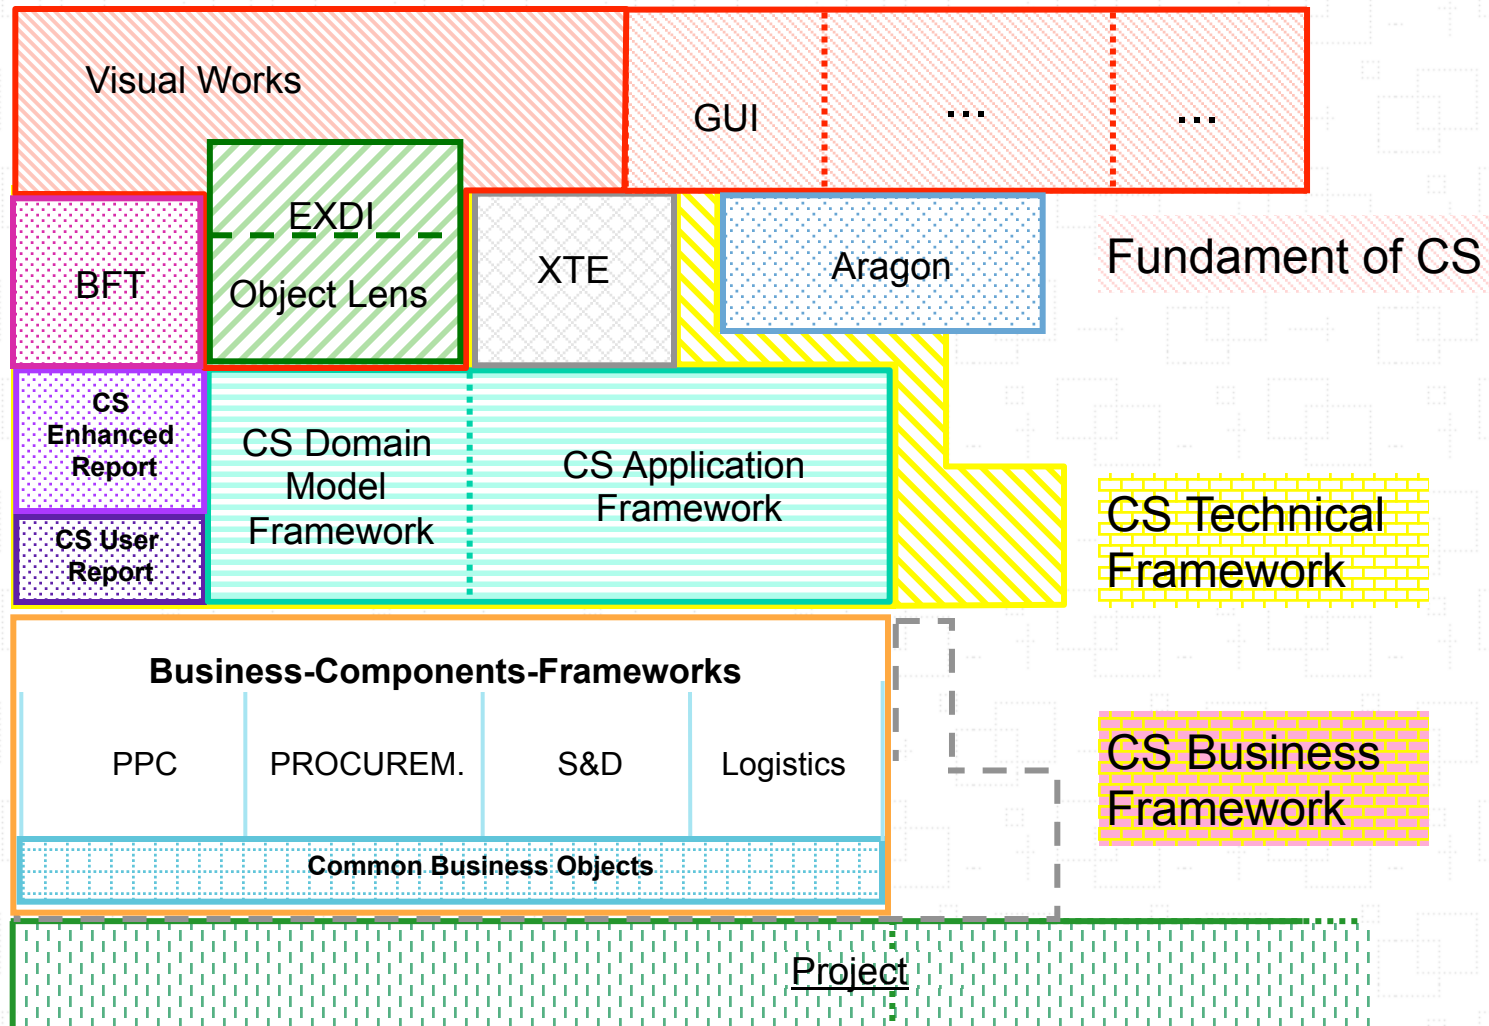 Visual Works
GUI
...
...
EXDI
Object Lens
BFT
XTE
Aragon
Fundament of CS
CS
Enhanced
Report
CS User
Report
CS Domain
Model
Framework
CS Application
Framework
CS Technical
Framework
Business-Components-Frameworks
PPC
PROCUREM.
S&D
Logistics
Common Business Objects
CS Business
Framework
Project